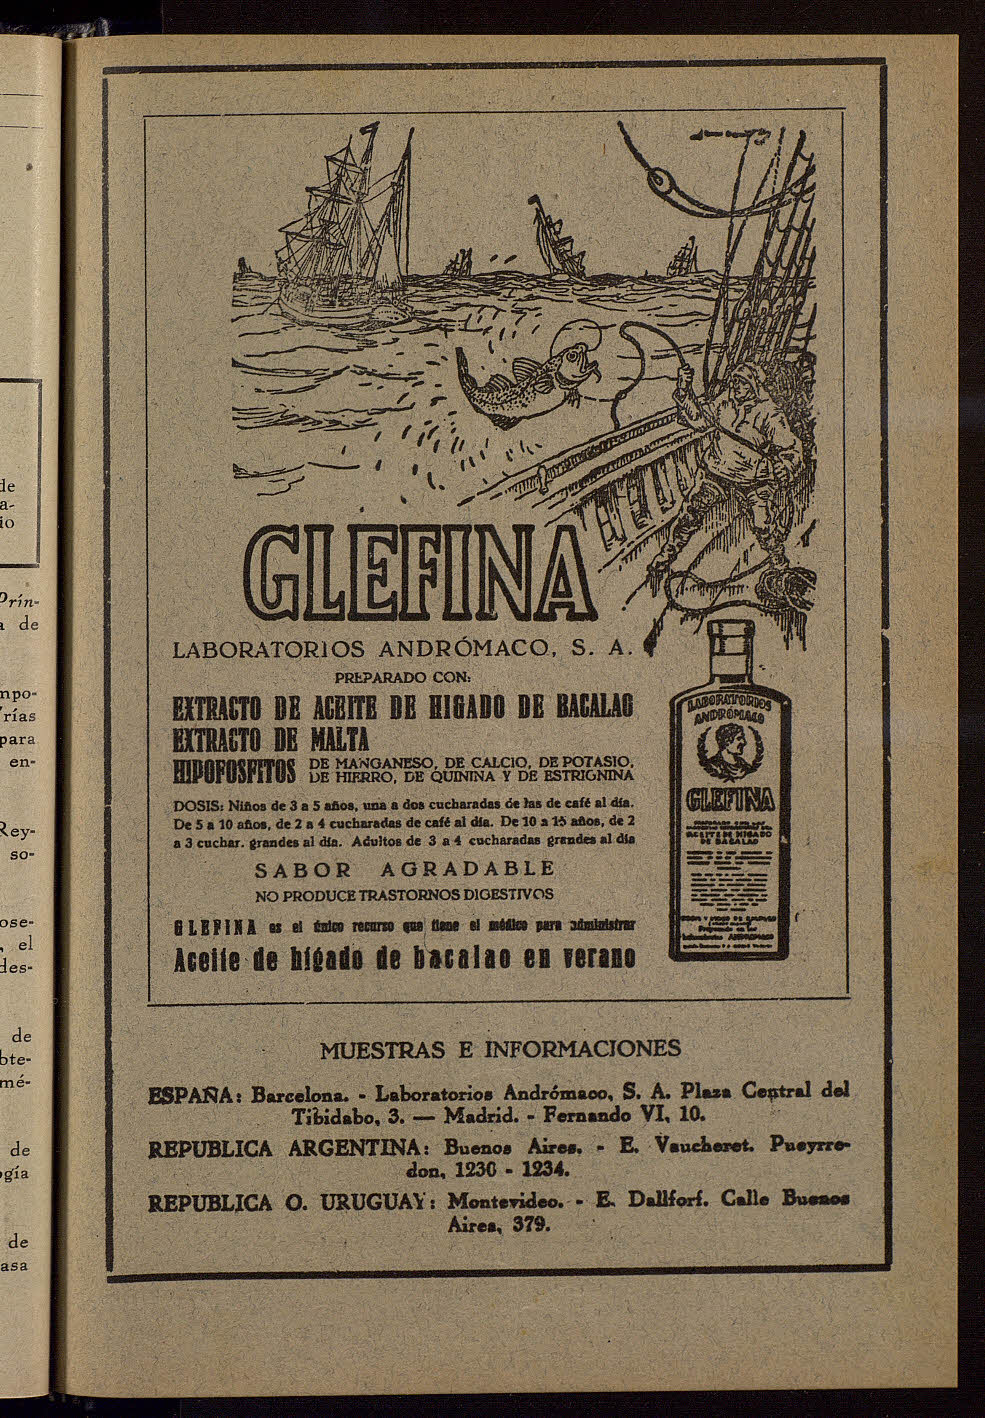 de
a-
io
Prín-
a de
mpo-
rías
para
en-
Rey-
so-
ose-
, el
des-
de
bte-
mé-
de
ogía
de
asa
GLEFINA
LABORATORIOS ANDRÓMACO, S. A.
PREPARADO CON:
EXTRACTO DE ACEITE DE HIGADO DE BACALAO
EXTRACTO DE MALTA
HIPOFOSFITOS DE MANGANESO, DE CALCIO, DE POTASIO,
DE HIERRO, DE QUININA Y DE ESTRIGNINA
DOSIS: Niños de 3 a 5 años, una a dos cucharadas de las de café al día.
De 5 a 10 años, de 2 a 4 cucharadas de café al día. De 10 a 15 años, de 2
a 3 cuchar. grandes al día. Adultos de 3 a 4 cucharadas grandes al día
SABOR AGRADABLE
NO PRODUCE TRASTORNOS DIGESTIVOS
GLEFINA es el único recurso que tiene el médico para administrar
Aceite de hígado de bacalao en verano
LABORATORIOS
ANDRÓMACO
GLEFINA
ACEITE DE HIGADO
DE BACALAO
MUESTRAS E INFORMACIONES
ESPAÑA: Barcelona. - Laboratorios Andrómaco, S. A. Plaza Central del
Tibidabo, 3. — Madrid. - Fernando VI, 10.
REPUBLICA ARGENTINA: Buenos Aires. - E. Vaucheret. Pueyrre-
don, 1230 - 1234.
REPUBLICA O. URUGUAY: Montevideo. - E. Dallforf. Calle Buenos
Aires, 379.